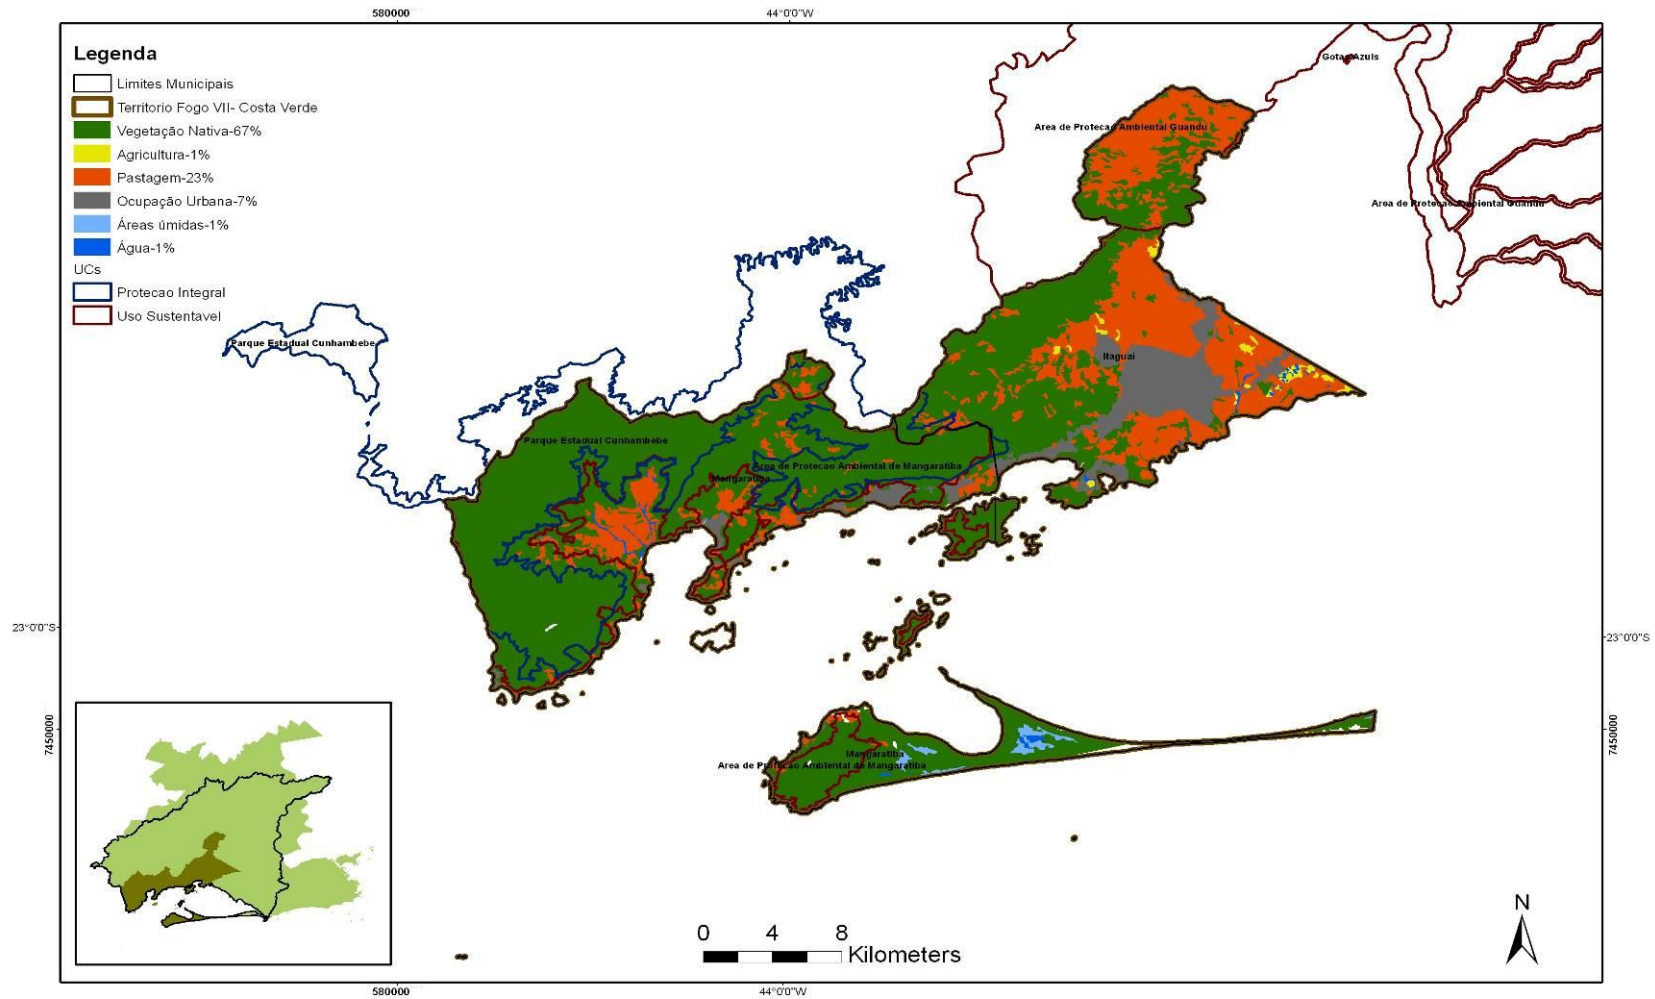 580000
44°0'0"W
Legenda
Limites Municipais
Territorio Fogo VII- Costa Verde
Vegetação Nativa-67%
Agricultura-1%
Pastagem-23%
Ocupação Urbana-7%
Áreas úmidas-1%
Água-1%
UCs
Protecao Integral
Uso Sustentavel
Gotas Azuis
Area de Protecao Ambiental Guandu
Area de Protecao Ambiental Guandu
Parque Estadual Cunhambebe
Itaguai
Parque Estadual Cunhambebe
Area de Protecao Ambiental de Mangaratiba
Mangaratiba
23°0'0"S
23°0'0"S
7450000
7450000
Mangaratiba
Area de Protecao Ambiental de Mangaratiba
N
0 4 8
Kilometers
580000
44°0'0"W